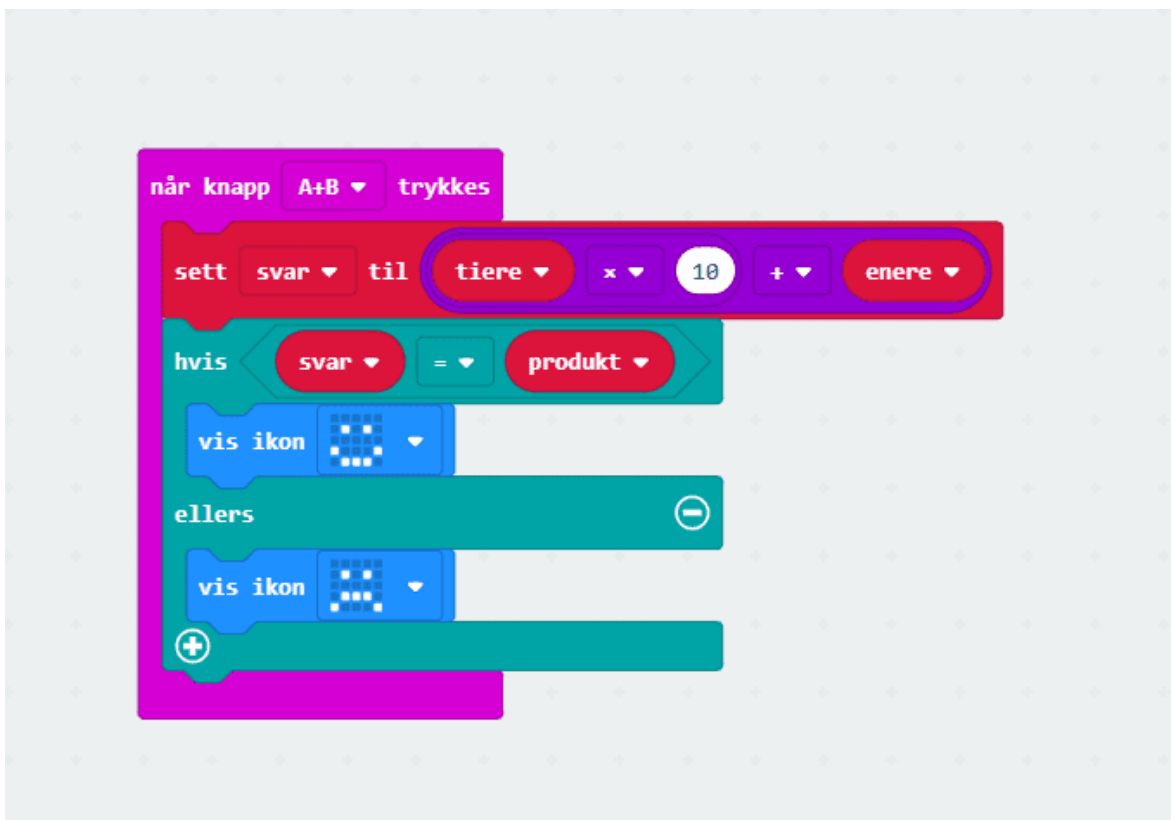 når knapp A+B trykkes
sett svar til tiere x 10 + enere
hvis svar = produkt
vis ikon
ellers
vis ikon